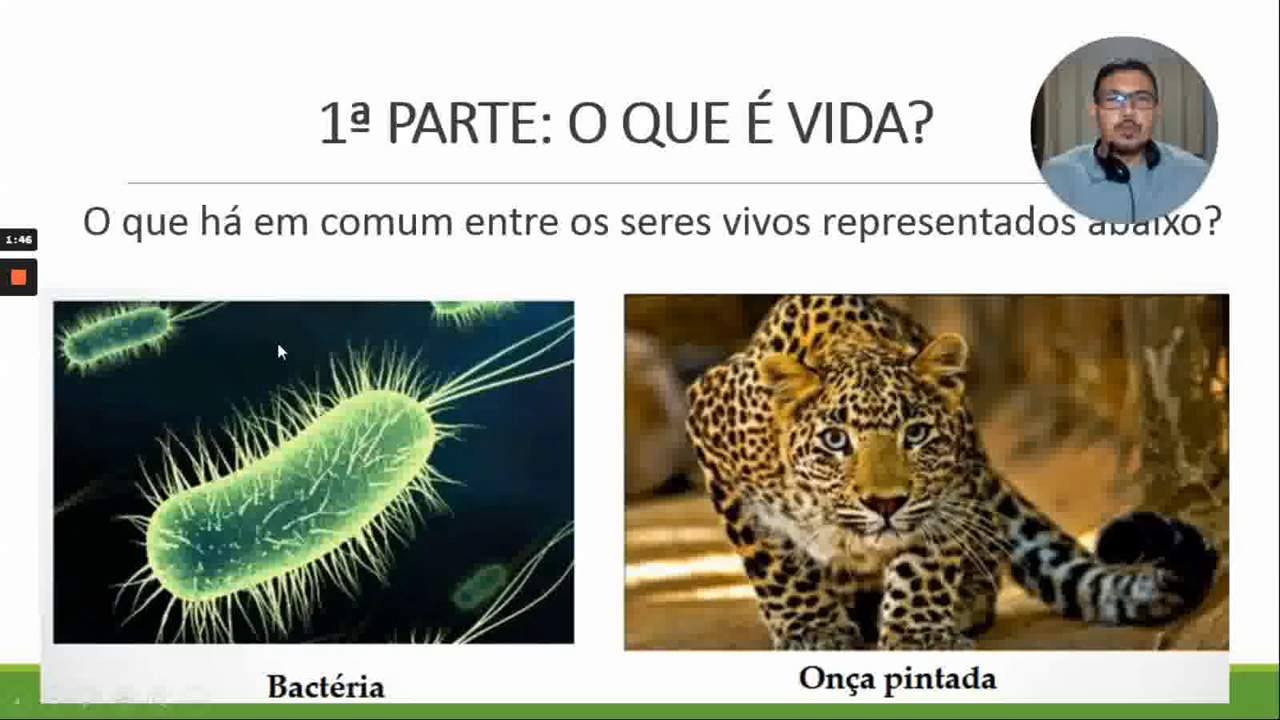 1ª PARTE: O QUE É VIDA?
O que há em comum entre os seres vivos representados abaixo?
1:46
Bactéria
Onça pintada